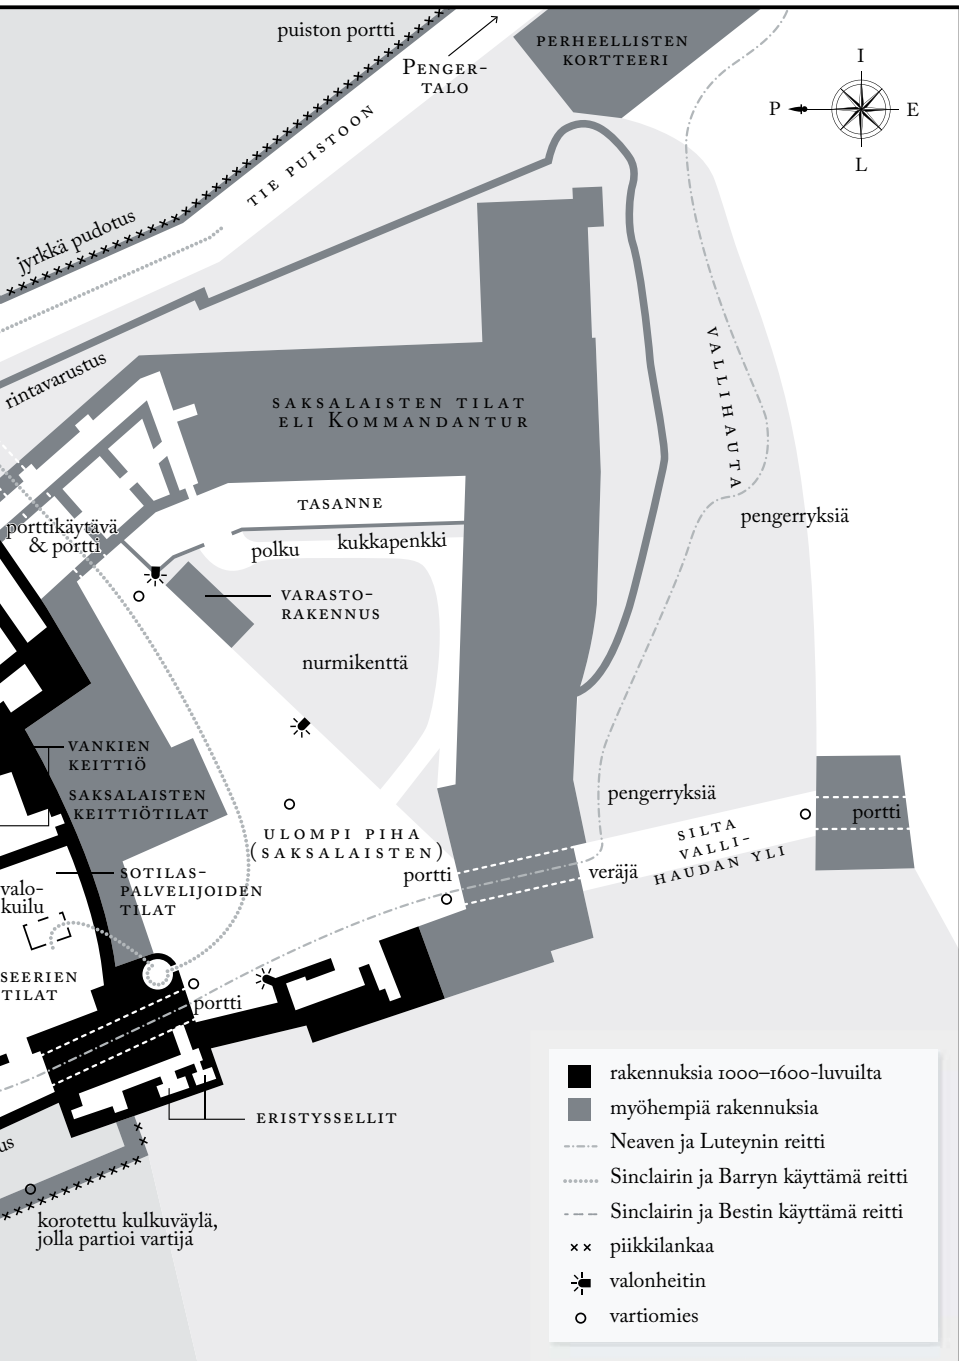 puiston portti
PENGER-
TALO
PERHEELLISTEN
KORTTEERI
I
P
E
L
TIE PUISTOON
jyrkkä pudotus
rintavarustus
VALLIHAUTA
SAKSALAISTEN TILAT
ELI KOMMANDANTUR
TASANNE
porttikäytävä
& portti
polku
kukkapenkki
pengerryksiä
VARASTO-
RAKENNUS
nurmikenttä
VANKIEN
KEITTIÖ
SAKSALAISTEN
KEITTIÖTILAT
pengerryksiä
portti
ULOMPI PIHA
(SAKSALAISTEN)
SILTA
VALLI-
HAUDAN YLI
portti
veräjä
SOTILAS-
PALVELIJOIDEN
TILAT
valo-
kuilu
SEERIEN
TILAT
portti
ERISTYSSELLIT
us
korotettu kulkuväylä,
jolla partioi vartija
rakennuksia 1000–1600-luvuilta
myöhempiä rakennuksia
Neaven ja Luteynin reitti
Sinclairin ja Barryn käyttämä reitti
Sinclairin ja Bestin käyttämä reitti
piikkilankaa
valonheitin
vartiomies